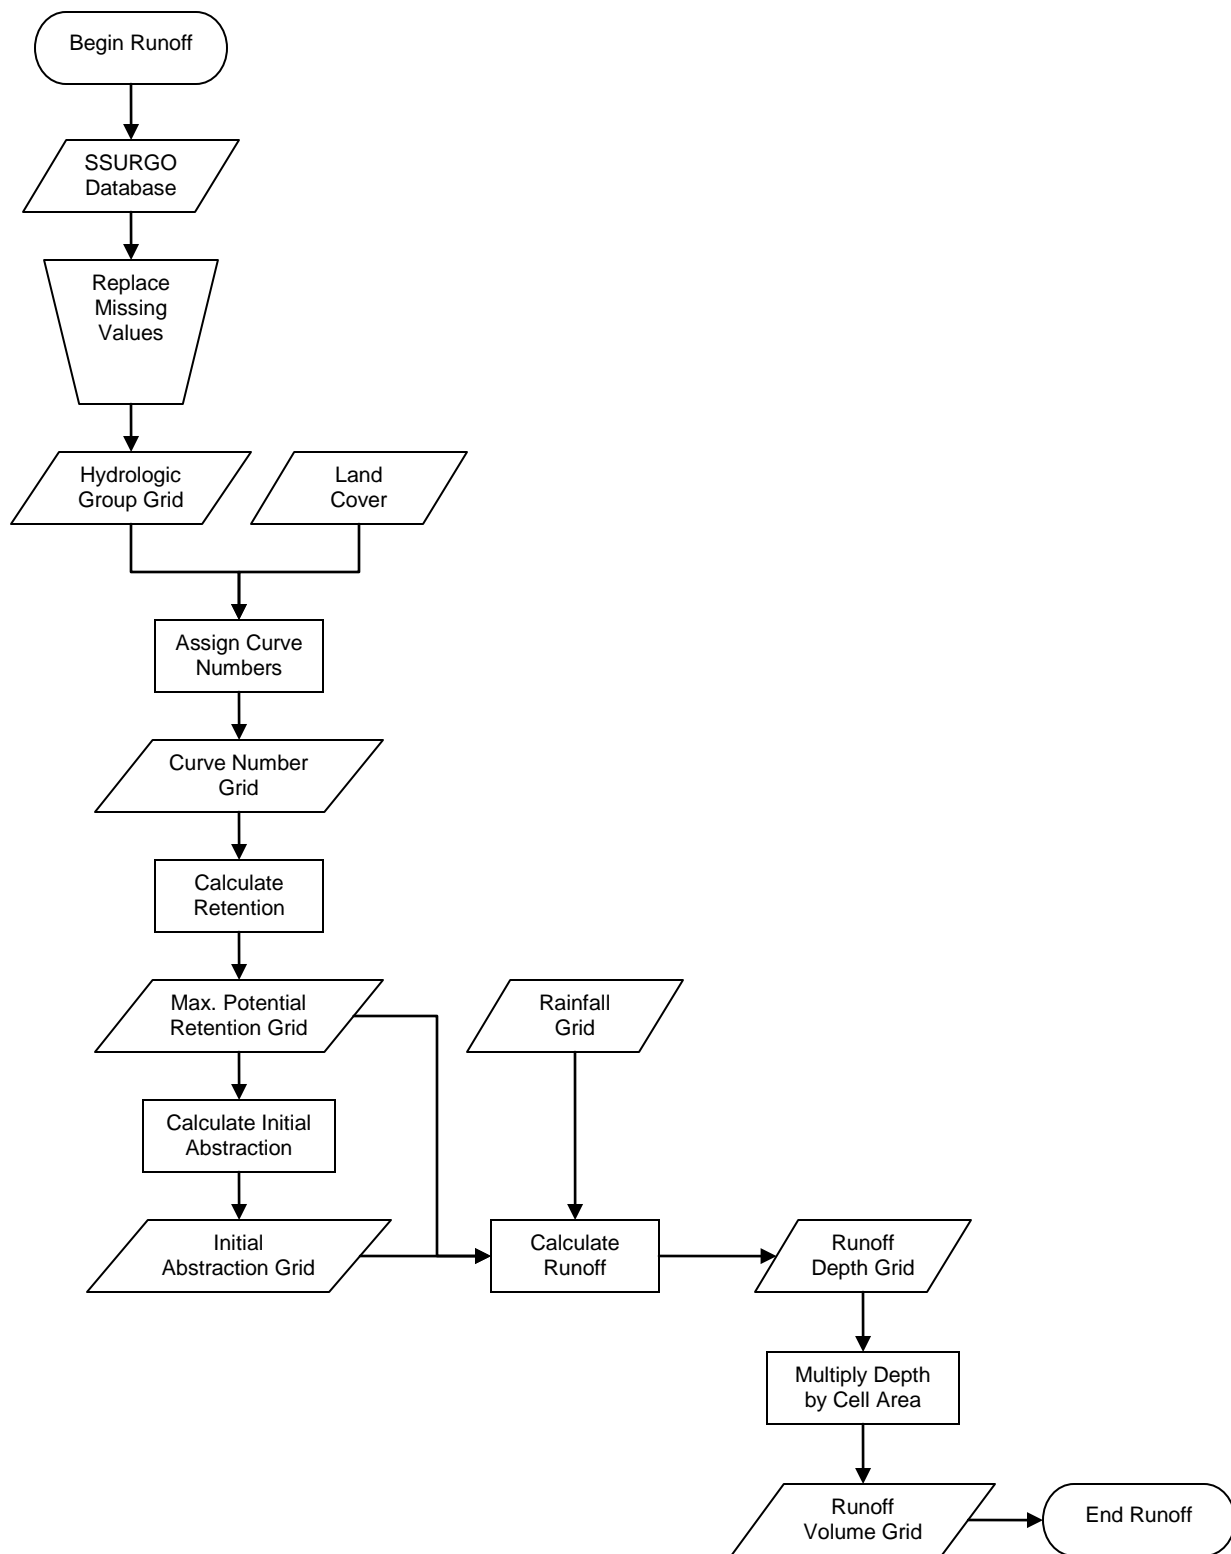 Begin Runoff
SSURGO
Database
Replace
Missing
Values
Hydrologic
Group Grid
Land
Cover
Assign Curve
Numbers
Curve Number
Grid
Calculate
Retention
Max. Potential
Retention Grid
Rainfall
Grid
Calculate Initial
Abstraction
Initial
Abstraction Grid
Calculate
Runoff
Runoff
Depth Grid
Multiply Depth
by Cell Area
Runoff
Volume Grid
End Runoff